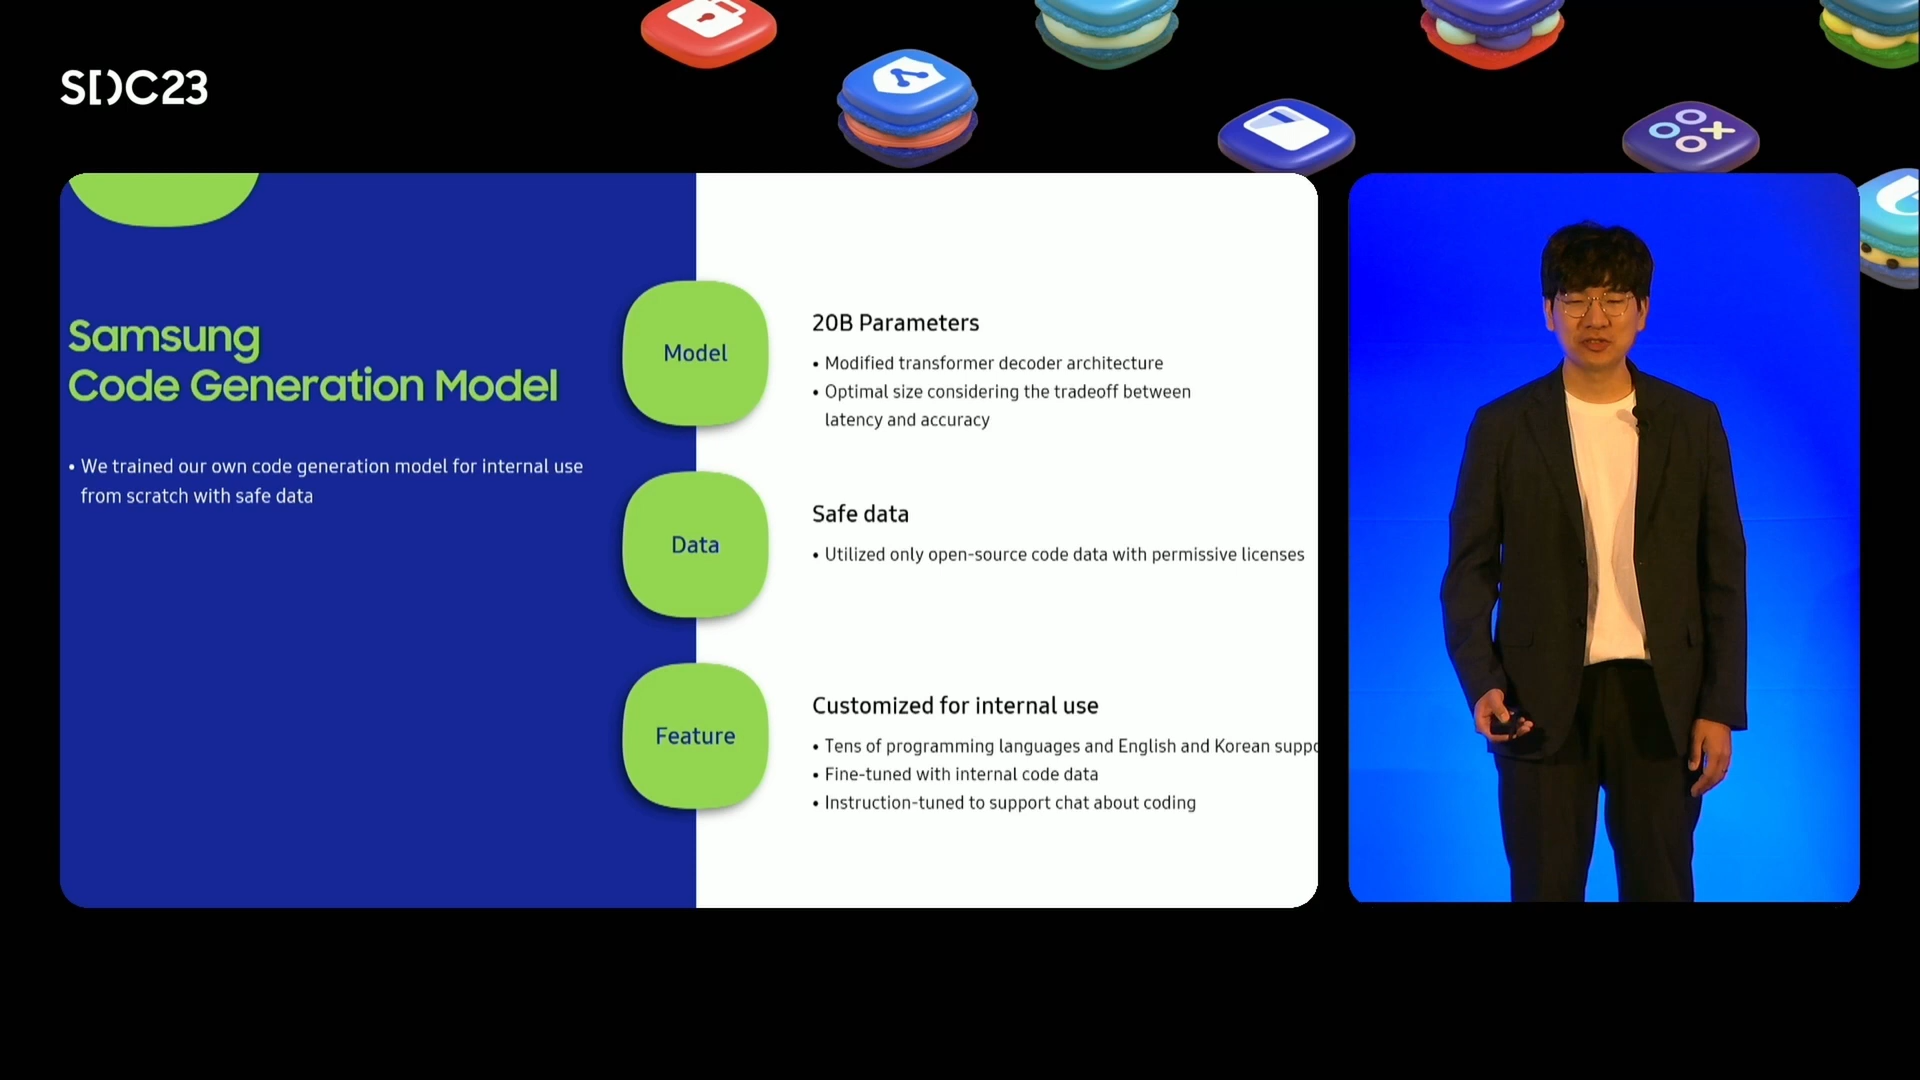 SDC23
Samsung
Code Generation Model
• We trained our own code generation model for internal use
from scratch with safe data
Model
20B Parameters
• Modified transformer decoder architecture
• Optimal size considering the tradeoff between
latency and accuracy
Data
Safe data
• Utilized only open-source code data with permissive licenses
Feature
Customized for internal use
• Tens of programming languages and English and Korean suppo
• Fine-tuned with internal code data
• Instruction-tuned to support chat about coding